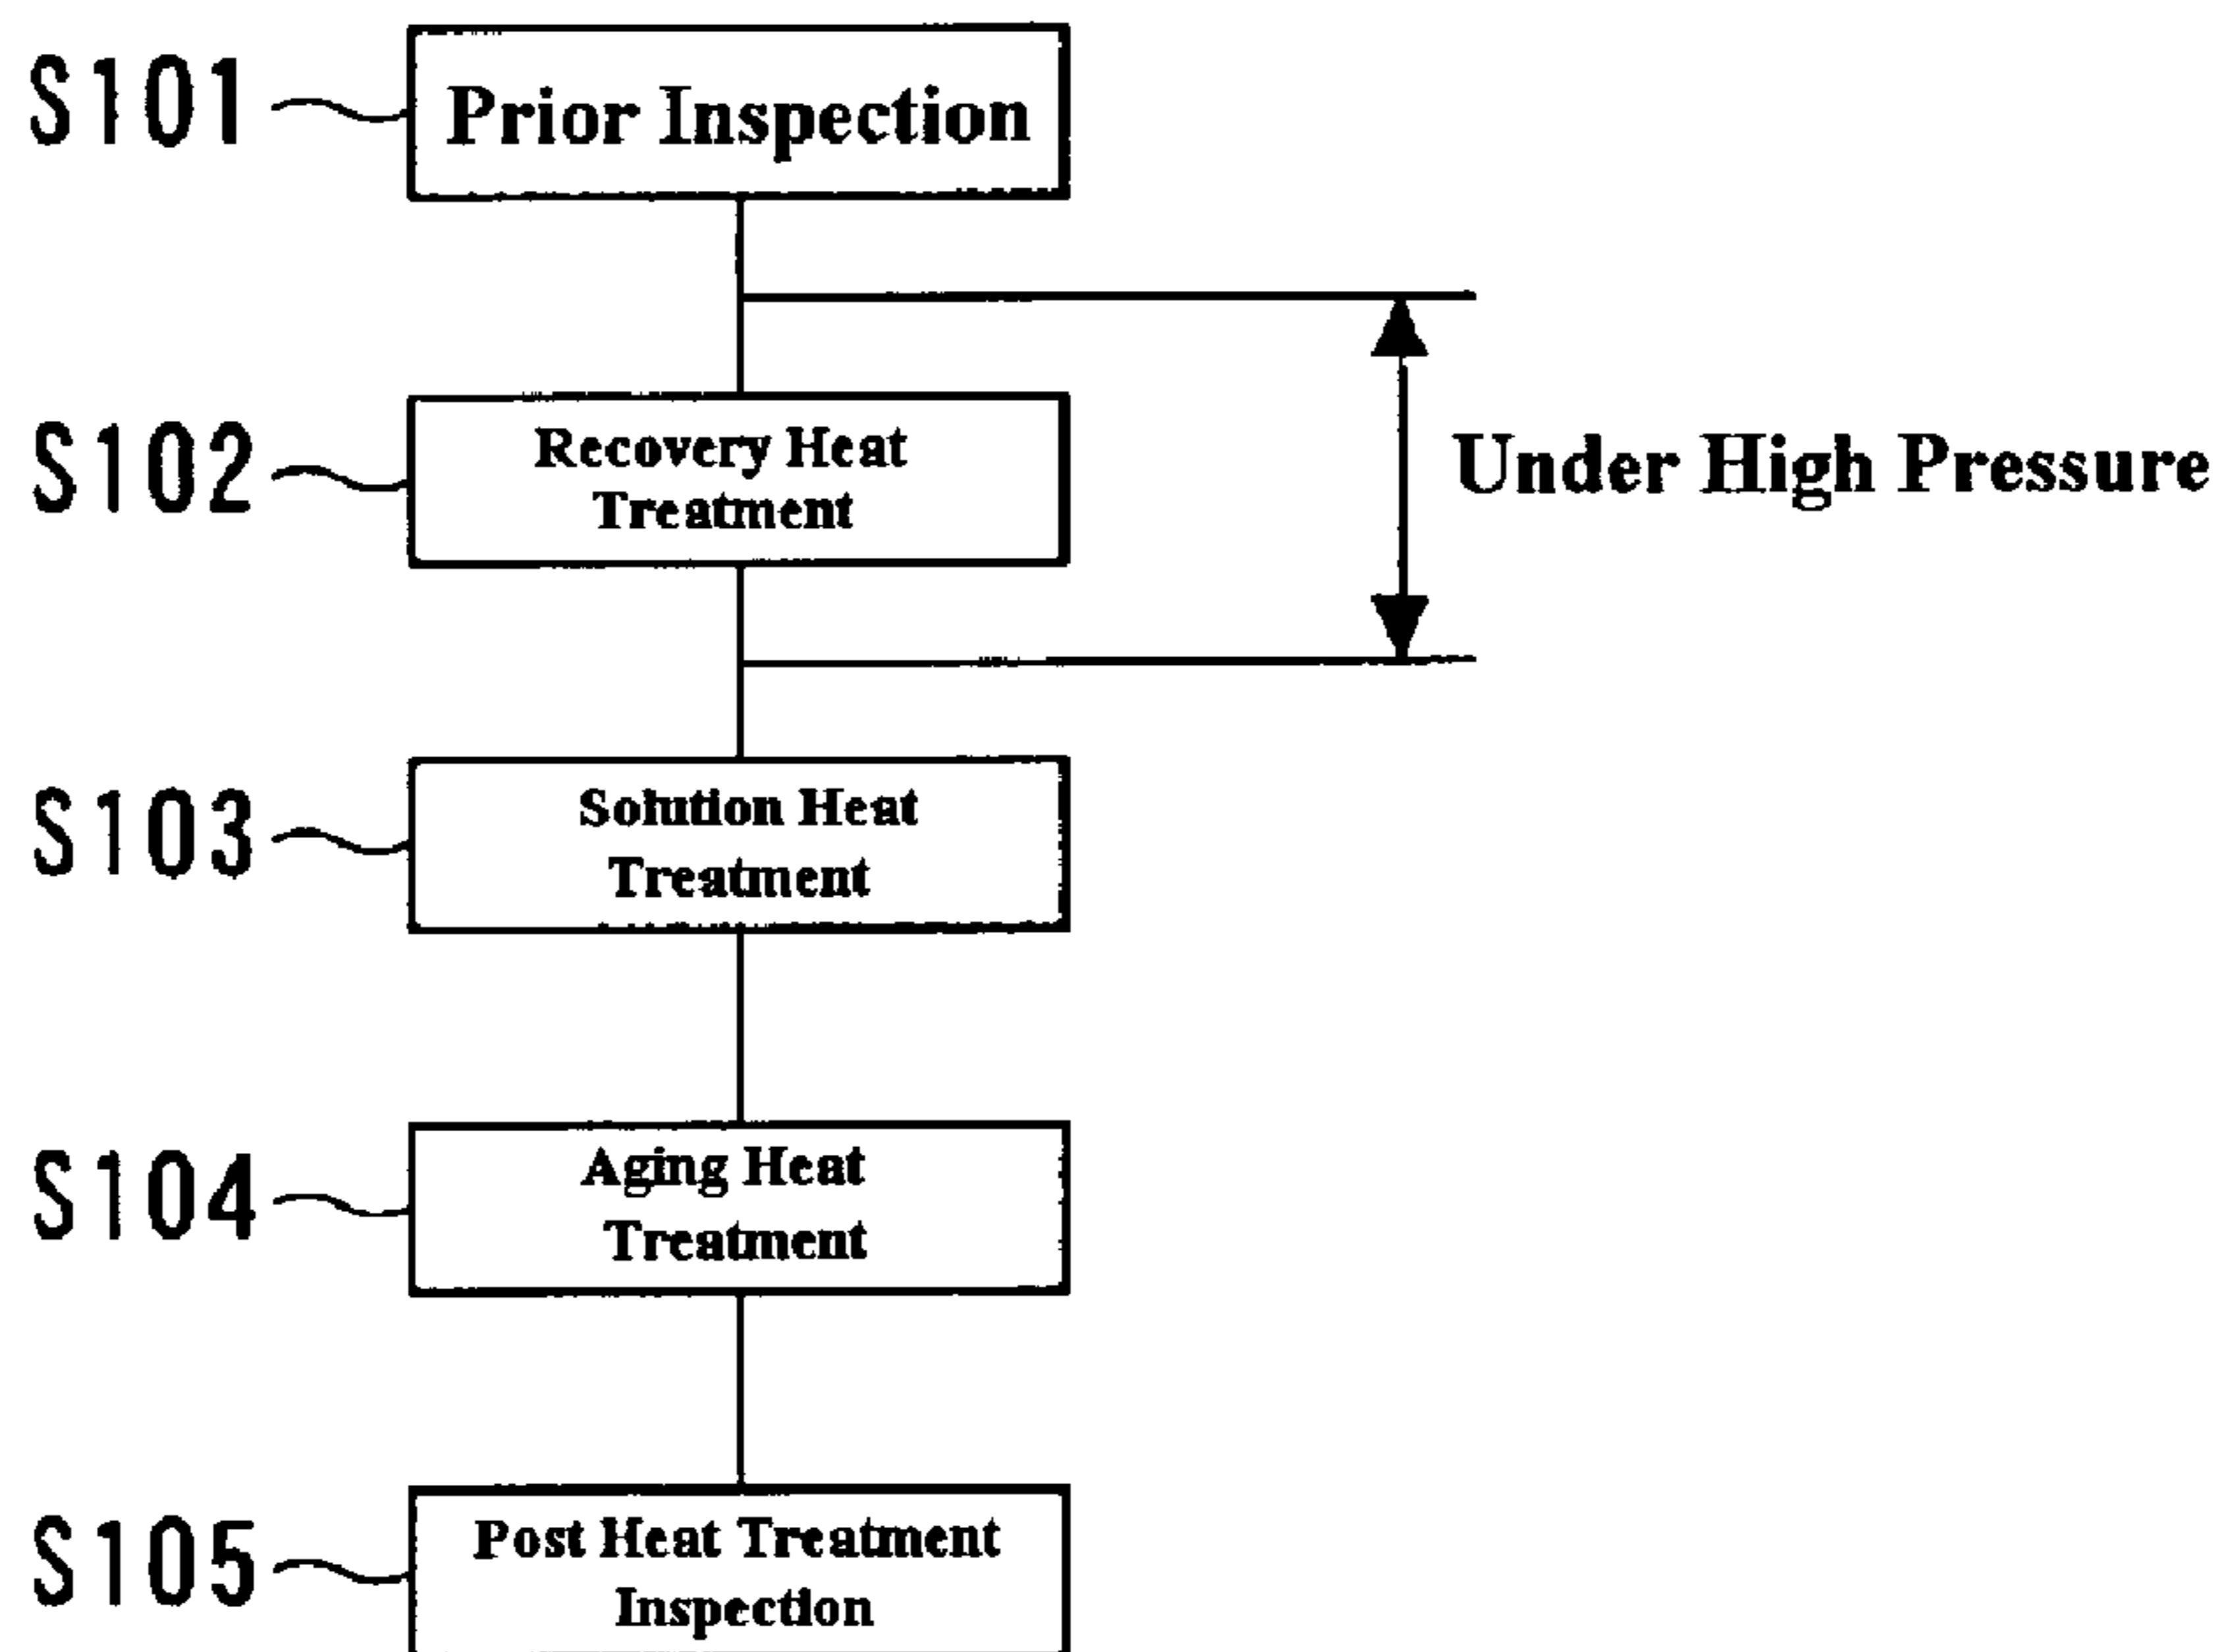 S101
Prior Inspection
S102
Recovery Heat
Treatment
Under High Pressure
S103
Solution Heat
Treatment
S104
Aging Heat
Treatment
S105
Post Heat Treatment
Inspection